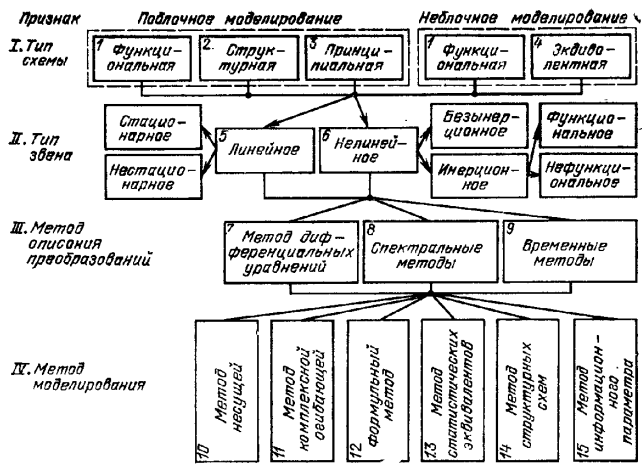 Признак
Поблочное моделирование
Неблочное моделирование
I. Тип
схемы
1 Функци-
ональная
2 Струк-
турная
3 Принци-
пиальная
1 Функци-
ональная
4 Эквива-
лентная
II. Тип
звена
Стацио-
нарное
Нестацио-
нарное
5
Линейное
6
Нелиней-
ное
Безынер-
ционное
Инерцион-
ное
Функцио-
нальное
Нефункци-
ональное
III. Метод
описания
преобразований
7
Метод диф-
ференциальных
уравнений
8
Спектральные
методы
9
Временные
методы
IV. Метод
моделирования
10 Метод
несущей
11 Метод
комплексной
огибающей
12 Формульный
метод
13 Метод
статистических
эквивалентов
14 Метод
структурных
схем
15 Метод
информацион-
ного
параметра